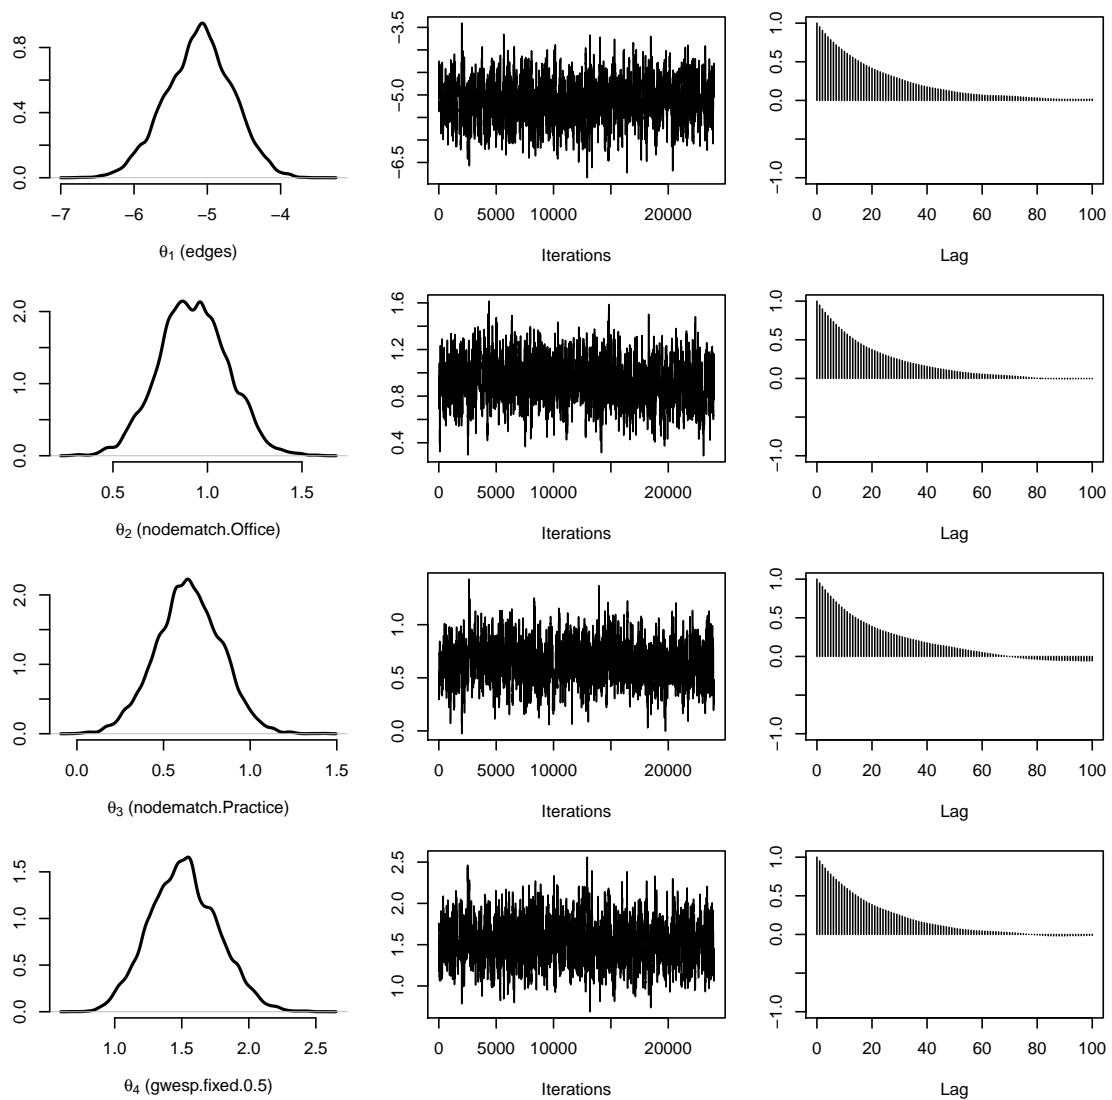 0.0 0.4 0.8
−7 −6 −5 −4
θ1 (edges)
−6.5 −5.0 −3.5
0 5000 10000 20000
Iterations
−1.0 0.0 0.5 1.0
0 20 40 60 80 100
Lag
0.0 1.0 2.0
0.5 1.0 1.5
θ2 (nodematch.Office)
0.4 0.8 1.2 1.6
0 5000 10000 20000
Iterations
−1.0 0.0 0.5 1.0
0 20 40 60 80 100
Lag
0.0 1.0 2.0
0.0 0.5 1.0 1.5
θ3 (nodematch.Practice)
0.0 0.5 1.0
0 5000 10000 20000
Iterations
−1.0 0.0 0.5 1.0
0 20 40 60 80 100
Lag
0.0 0.5 1.0 1.5
1.0 1.5 2.0 2.5
θ4 (gwesp.fixed.0.5)
1.0 1.5 2.0 2.5
0 5000 10000 20000
Iterations
−1.0 0.0 0.5 1.0
0 20 40 60 80 100
Lag